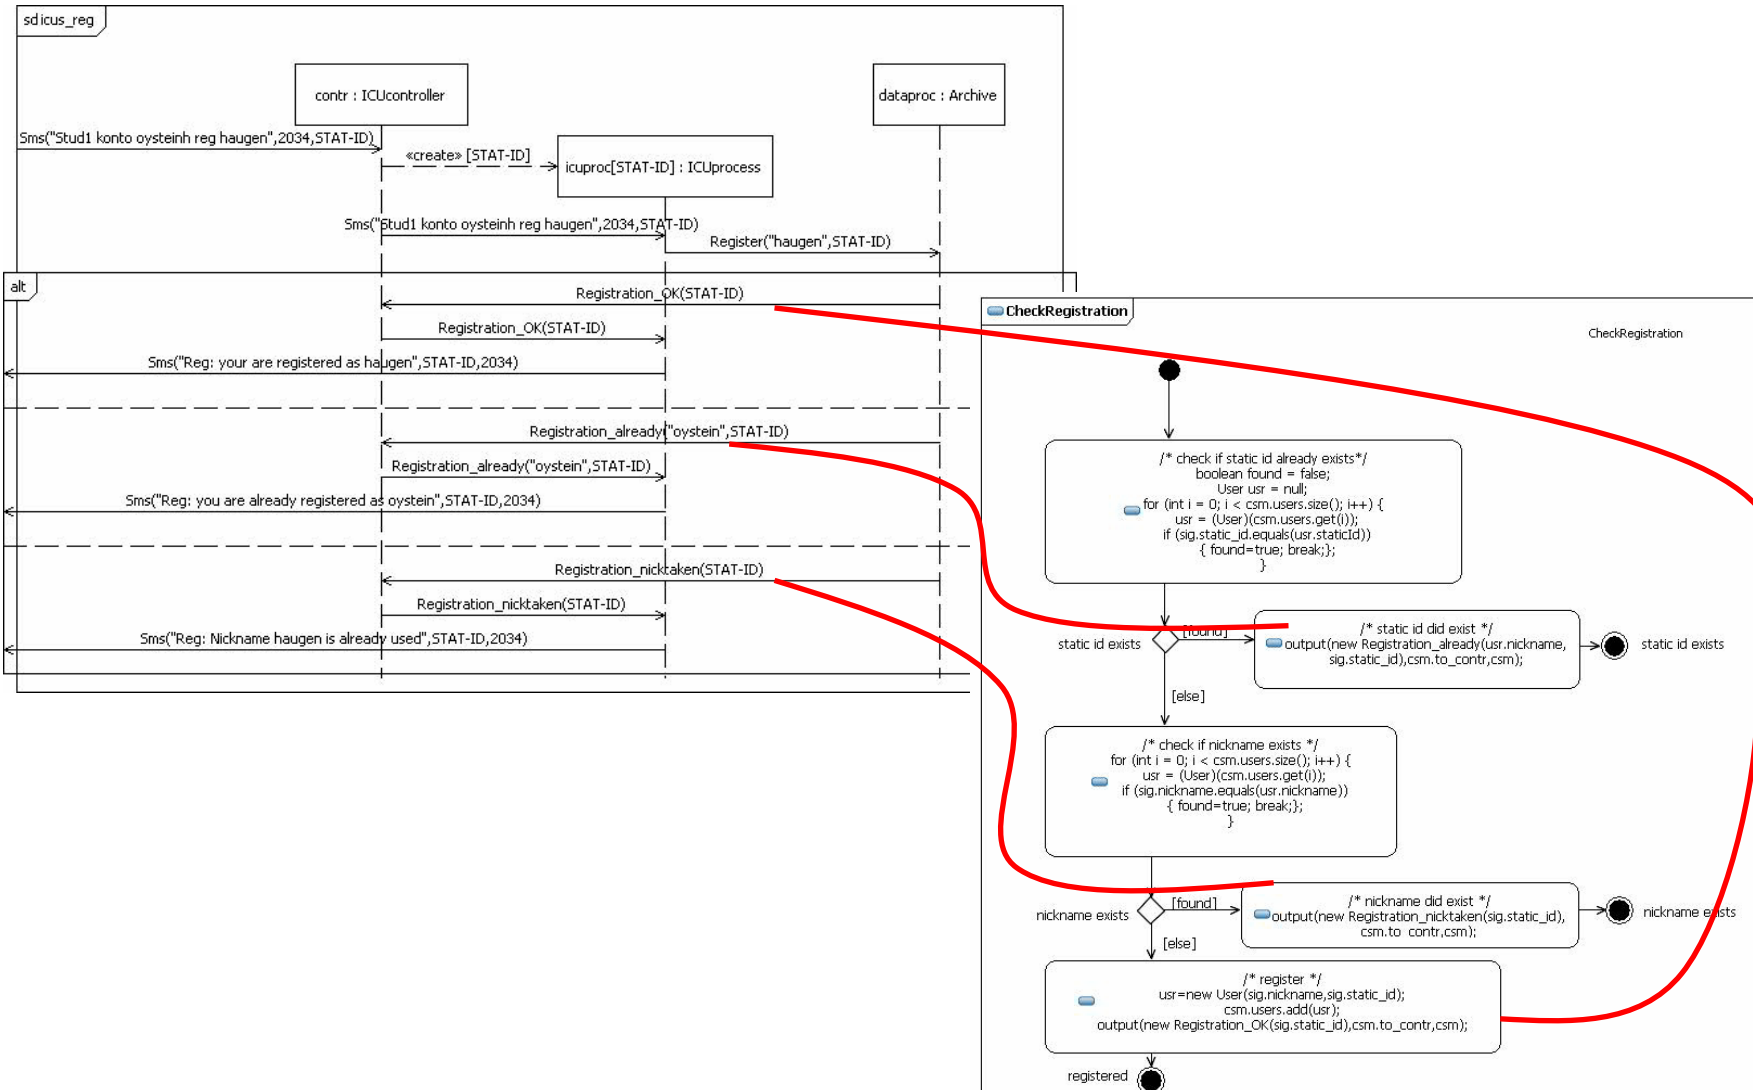 sdicus_reg
contr : ICUcontroller
dataproc : Archive
Sms("Stud1 konto oysteinh reg haugen",2034,STAT-ID)
«create» [STAT-ID]
icuproc[STAT-ID] : ICUprocess
Sms("Stud1 konto oysteinh reg haugen",2034,STAT-ID)
Register("haugen",STAT-ID)
alt
Registration_OK(STAT-ID)
Registration_OK(STAT-ID)
Sms("Reg: your are registered as haugen",STAT-ID,2034)
Registration_already("oystein",STAT-ID)
Registration_already("oystein",STAT-ID)
Sms("Reg: you are already registered as oystein",STAT-ID,2034)
Registration_nicktaken(STAT-ID)
Registration_nicktaken(STAT-ID)
Sms("Reg: Nickname haugen is already used",STAT-ID,2034)
CheckRegistration
CheckRegistration
/* check if static id already exists*/
boolean found = false;
User usr = null;
for (int i = 0; i < csm.users.size(); i++) {
usr = (User)(csm.users.get(i));
if (sig.static_id.equals(usr.staticId))
{ found=true; break;};
}
static id exists
[found]
/* static id did exist */
output(new Registration_already(usr.nickname,
sig.static_id),csm.to_contr,csm);
static id exists
[else]
/* check if nickname exists */
for (int i = 0; i < csm.users.size(); i++) {
usr = (User)(csm.users.get(i));
if (sig.nickname.equals(usr.nickname))
{ found=true; break;};
}
nickname exists
[found]
/* nickname did exist */
output(new Registration_nicktaken(sig.static_id),
csm.to_contr,csm);
nickname exists
[else]
/* register */
usr=new User(sig.nickname,sig.static_id);
csm.users.add(usr);
output(new Registration_OK(sig.static_id),csm.to_contr,csm);
registered